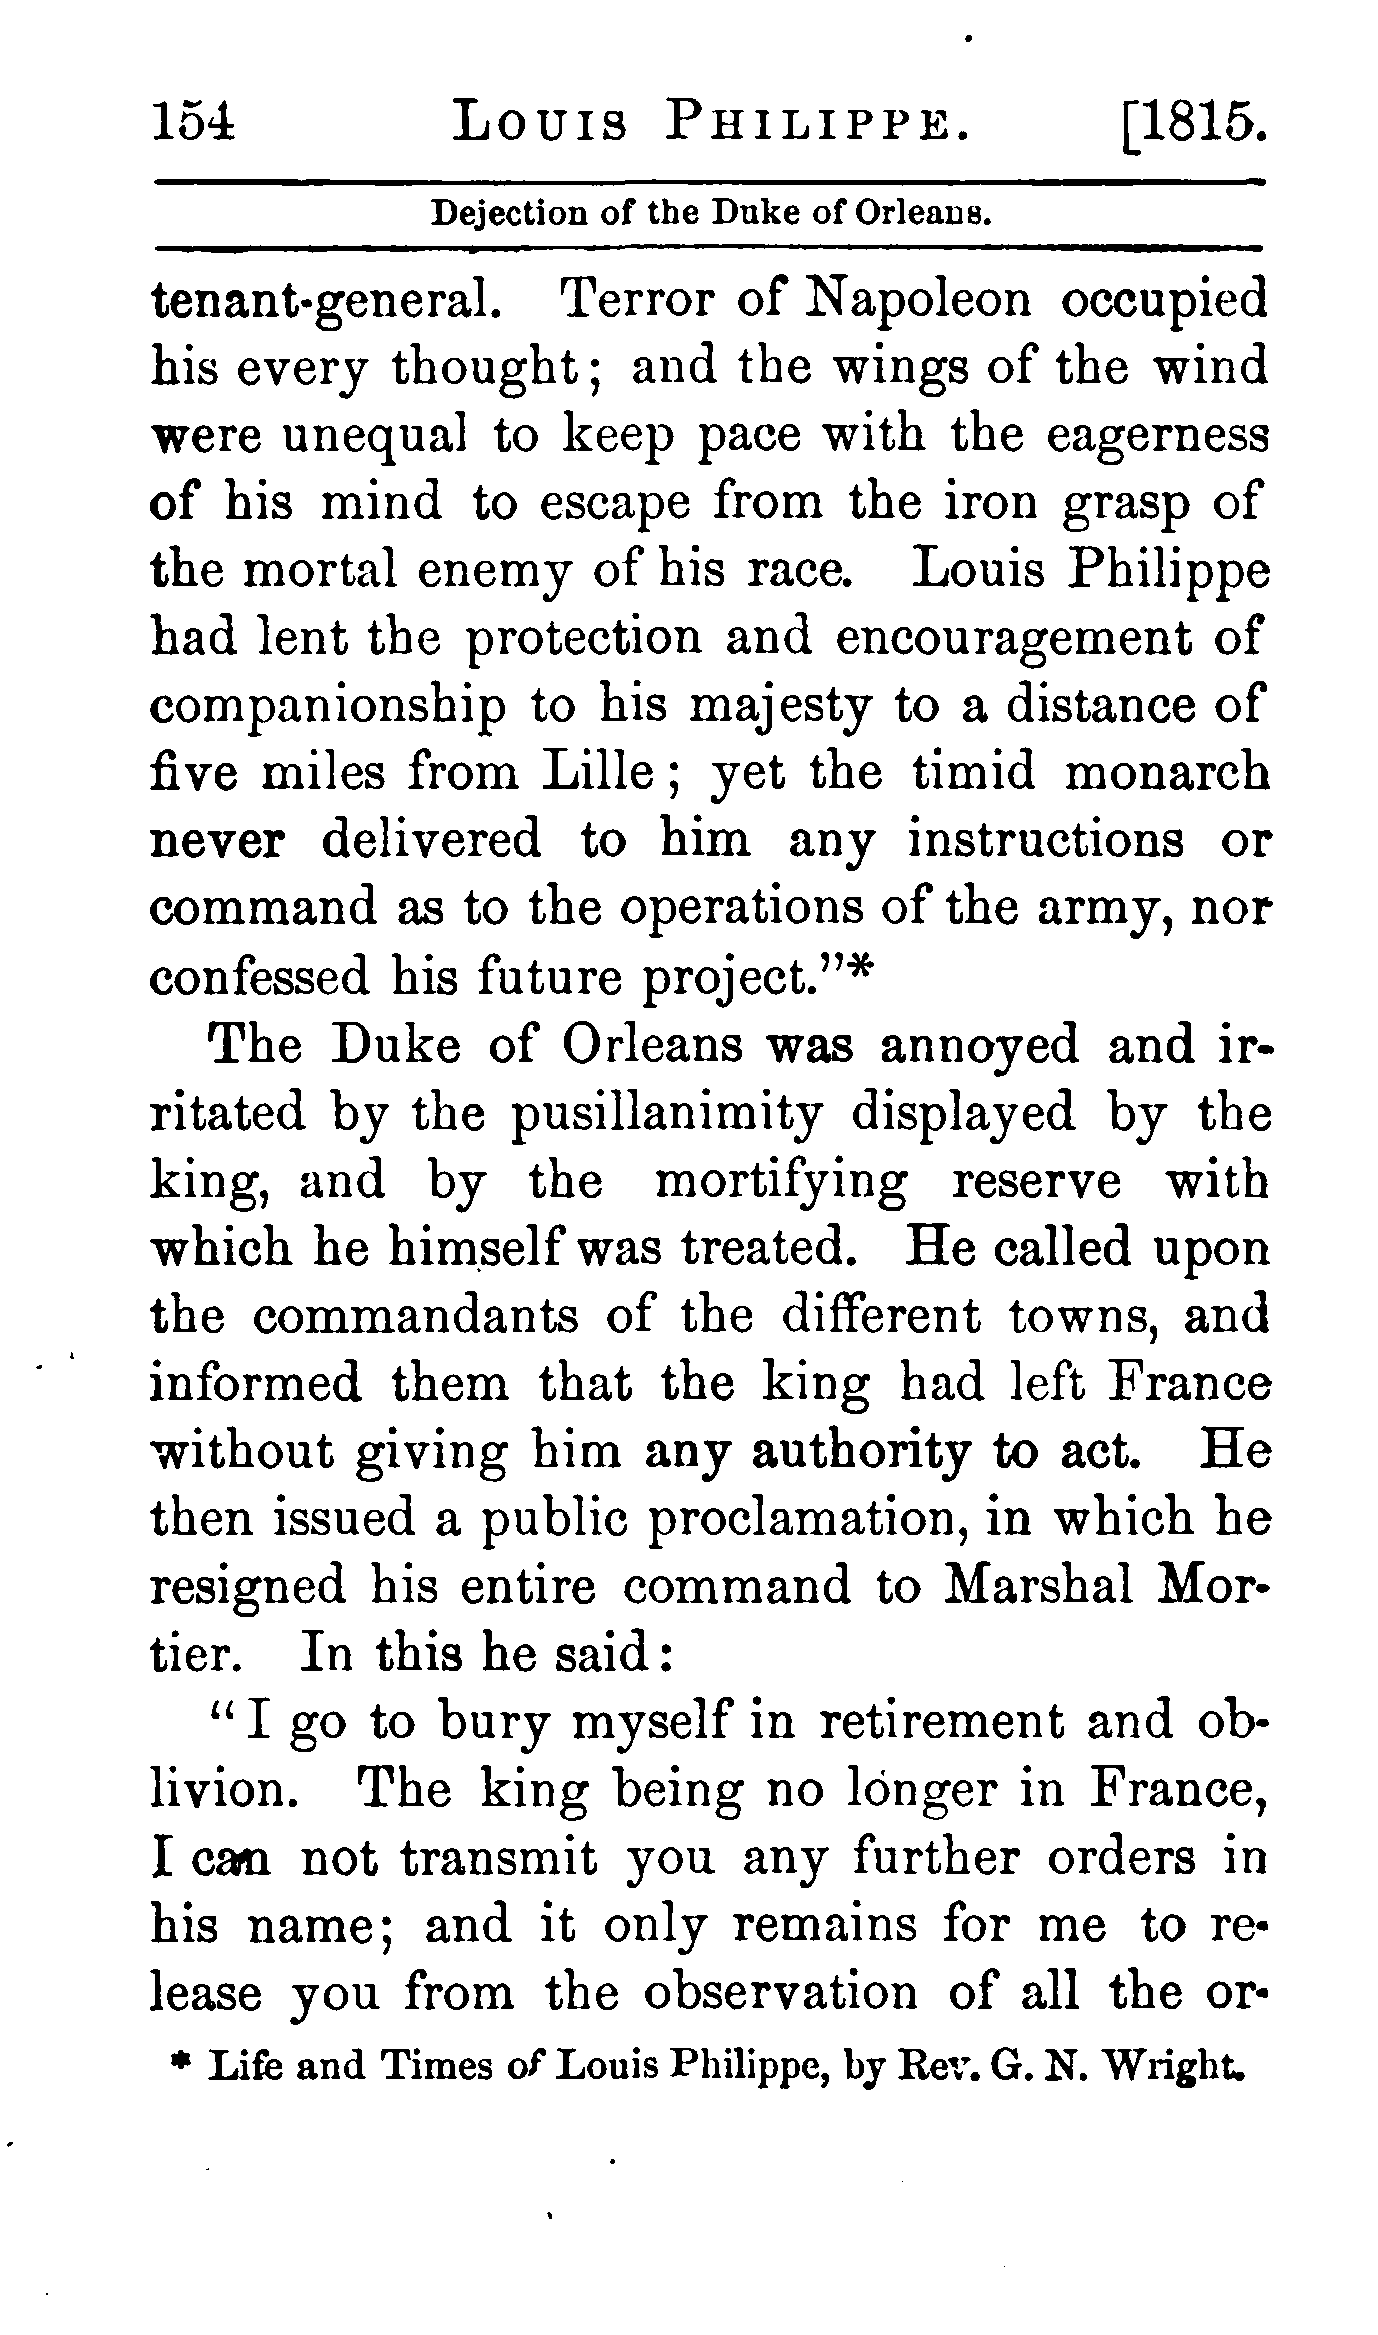 154 LOUIS PHILIPPE. [1815.
Dejection of the Duke of Orleans.
tenant-general. Terror of Napoleon occupied
his every thought; and the wings of the wind
were unequal to keep pace with the eagerness
of his mind to escape from the iron grasp of
the mortal enemy of his race. Louis Philippe
had lent the protection and encouragement of
companionship to his majesty to a distance of
five miles from Lille; yet the timid monarch
never delivered to him any instructions or
command as to the operations of the army, nor
confessed his future project."*
The Duke of Orleans was annoyed and ir-
ritated by the pusillanimity displayed by the
king, and by the mortifying reserve with
which he himself was treated. He called upon
the commandants of the different towns, and
informed them that the king had left France
without giving him any authority to act. He
then issued a public proclamation, in which he
resigned his entire command to Marshal Mor-
tier. In this he said:
"I go to bury myself in retirement and ob-
livion. The king being no longer in France,
I can not transmit you any further orders in
his name; and it only remains for me to re-
lease you from the observation of all the or-
* Life and Times of Louis Philippe, by Rev. G. N. Wright.